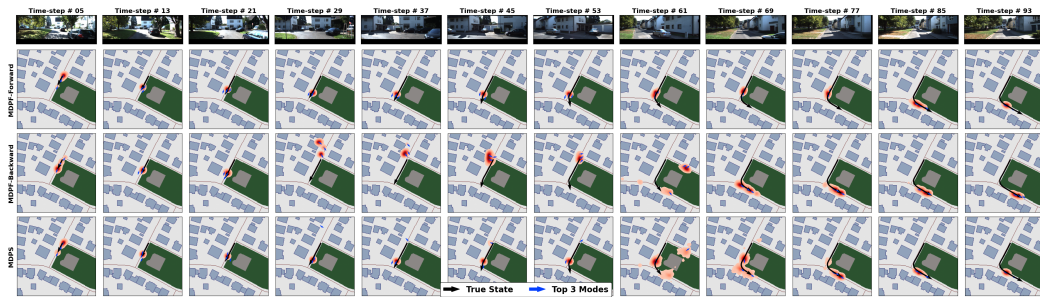 Time-step # 05 Time-step # 13 Time-step # 21 Time-step # 29 Time-step # 37 Time-step # 45 Time-step # 53 Time-step # 61 Time-step # 69 Time-step # 77 Time-step # 85 Time-step # 93
MDPF-Forward
MDPF-Backward
MDPS
True State Top 3 Modes